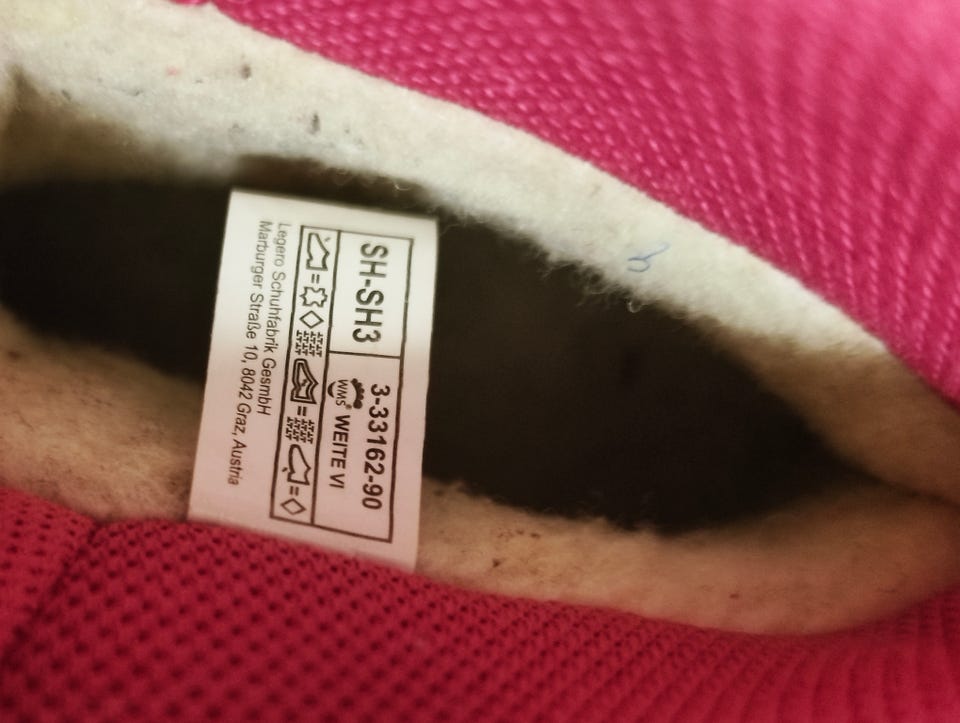 SH-SH3
3-33162-90
WMS® WEITE VI
Legero Schuhfabrik GesmbH
Marburger Straße 10, 8042 Graz, Austria